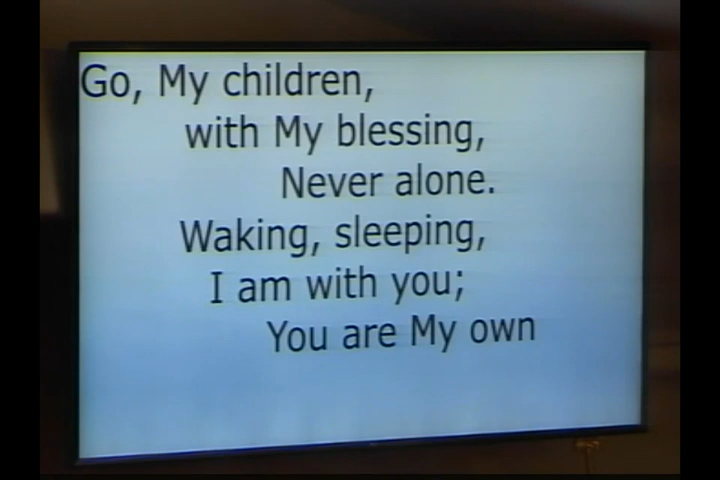 Go, My children,
with My blessing,
Never alone.
Waking, sleeping,
I am with you;
You are My own